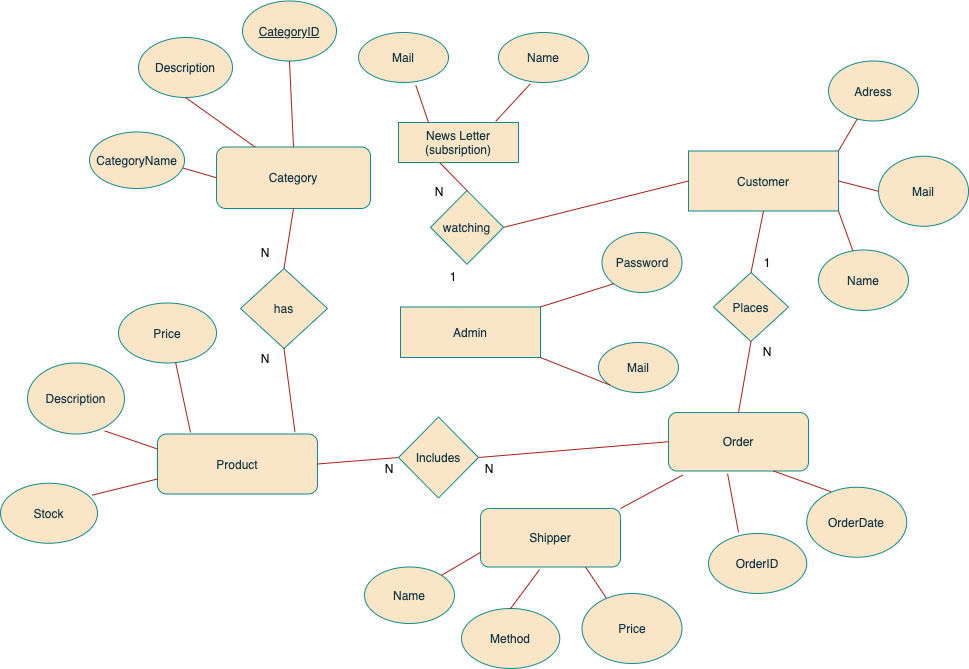 CategoryID
Mail
Name
Description
Adress
News Letter
(subsription)
CategoryName
Category
Customer
Mail
N
watching
N
Password
1
1
Name
has
Places
Price
Admin
N
N
Mail
Description
Order
Includes
Product
N
N
Stock
OrderDate
Shipper
OrderID
Name
Price
Method